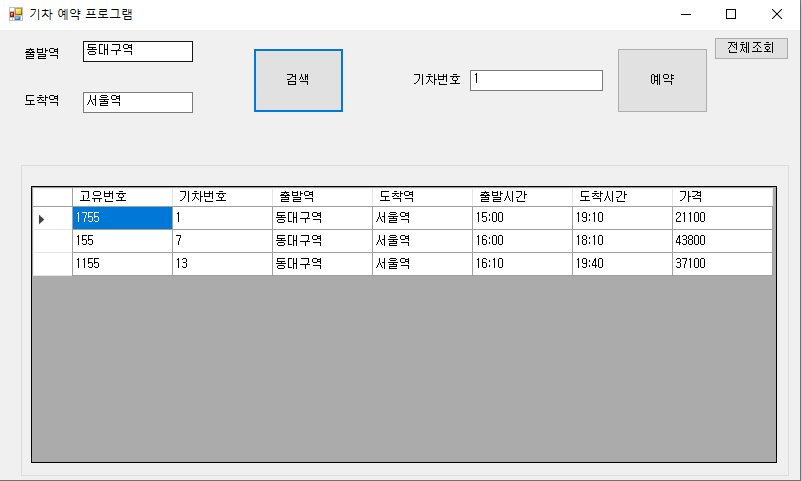 기차 예약 프로그램
전체조회
출발역 동대구역
검색
기차번호 1
예약
도착역 서울역
고유번호 기차번호 출발역 도착역 출발시간 도착시간 가격
1755 1 동대구역 서울역 15:00 19:10 21100
155 7 동대구역 서울역 16:00 18:10 43800
1155 13 동대구역 서울역 16:10 19:40 37100